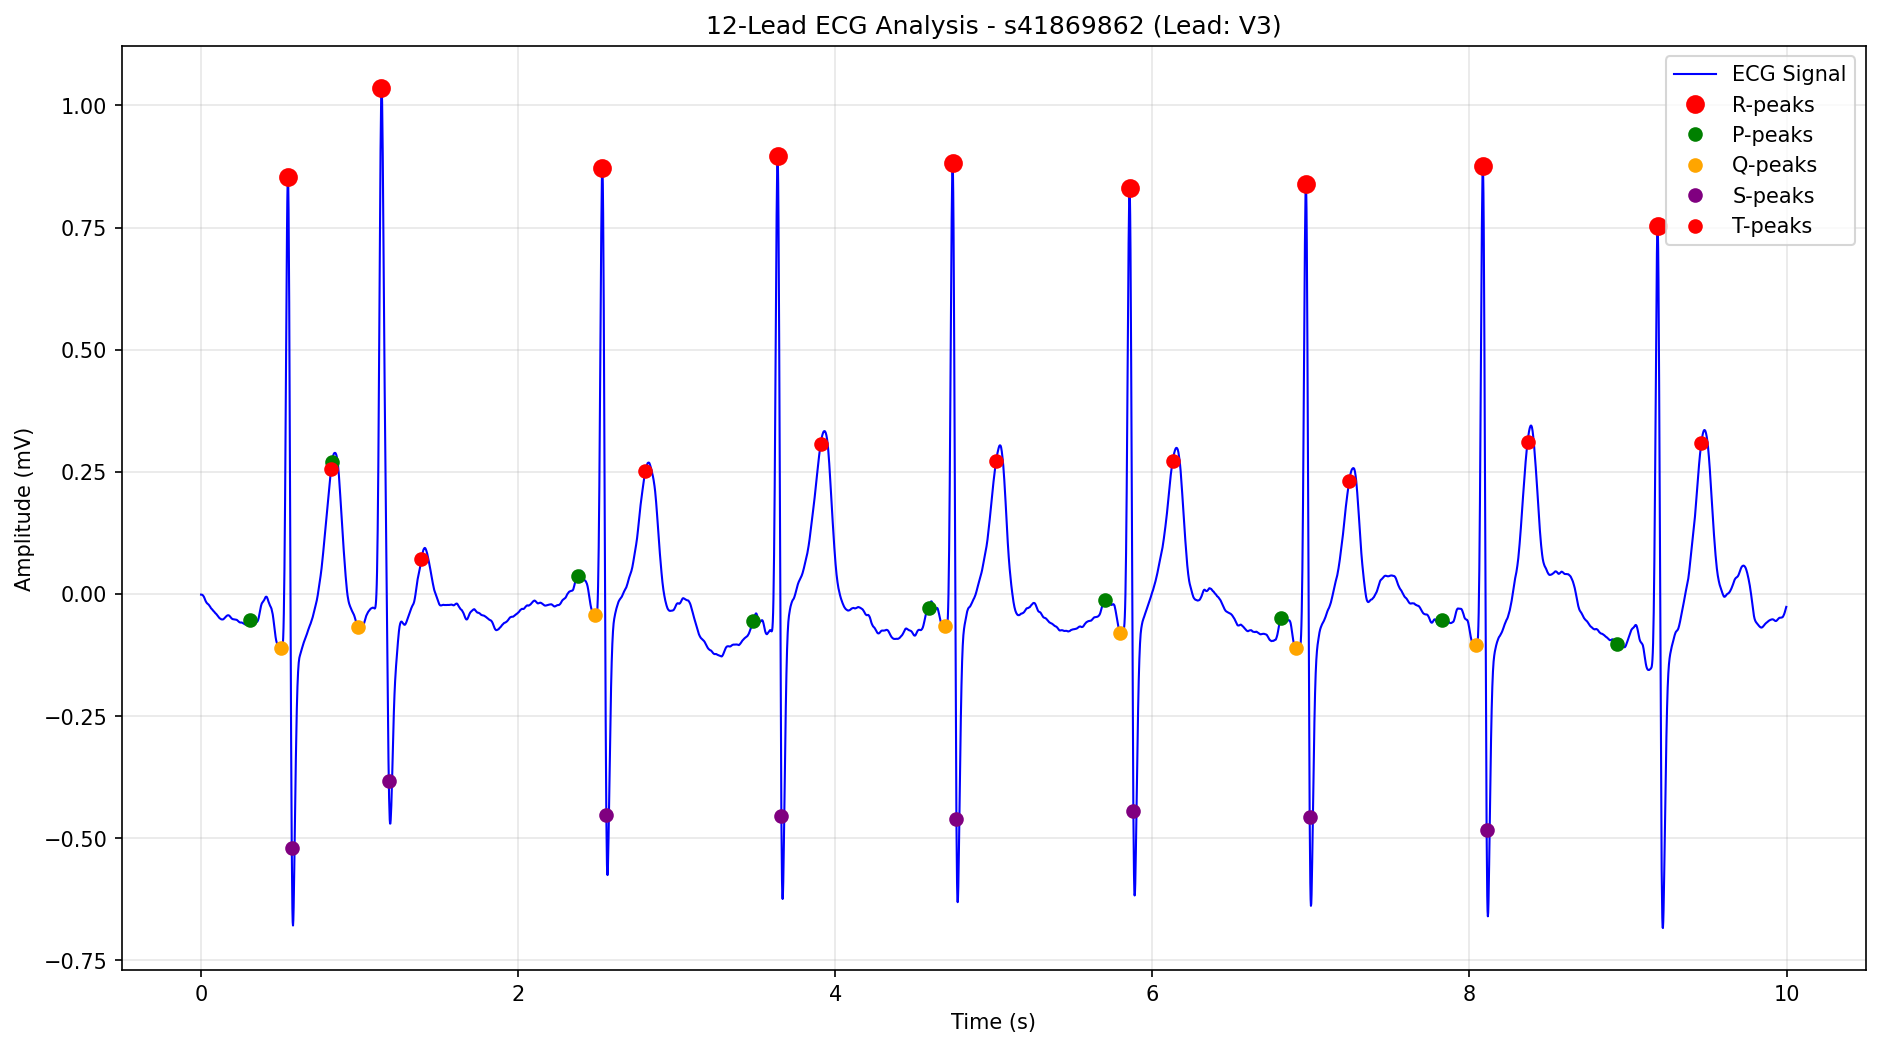 12-Lead ECG Analysis - s41869862 (Lead: V3)
ECG Signal
R-peaks
P-peaks
Q-peaks
S-peaks
T-peaks
Amplitude (mV)
1.00
0.75
0.50
0.25
0.00
−0.25
−0.50
−0.75
0 2 4 6 8 10
Time (s)